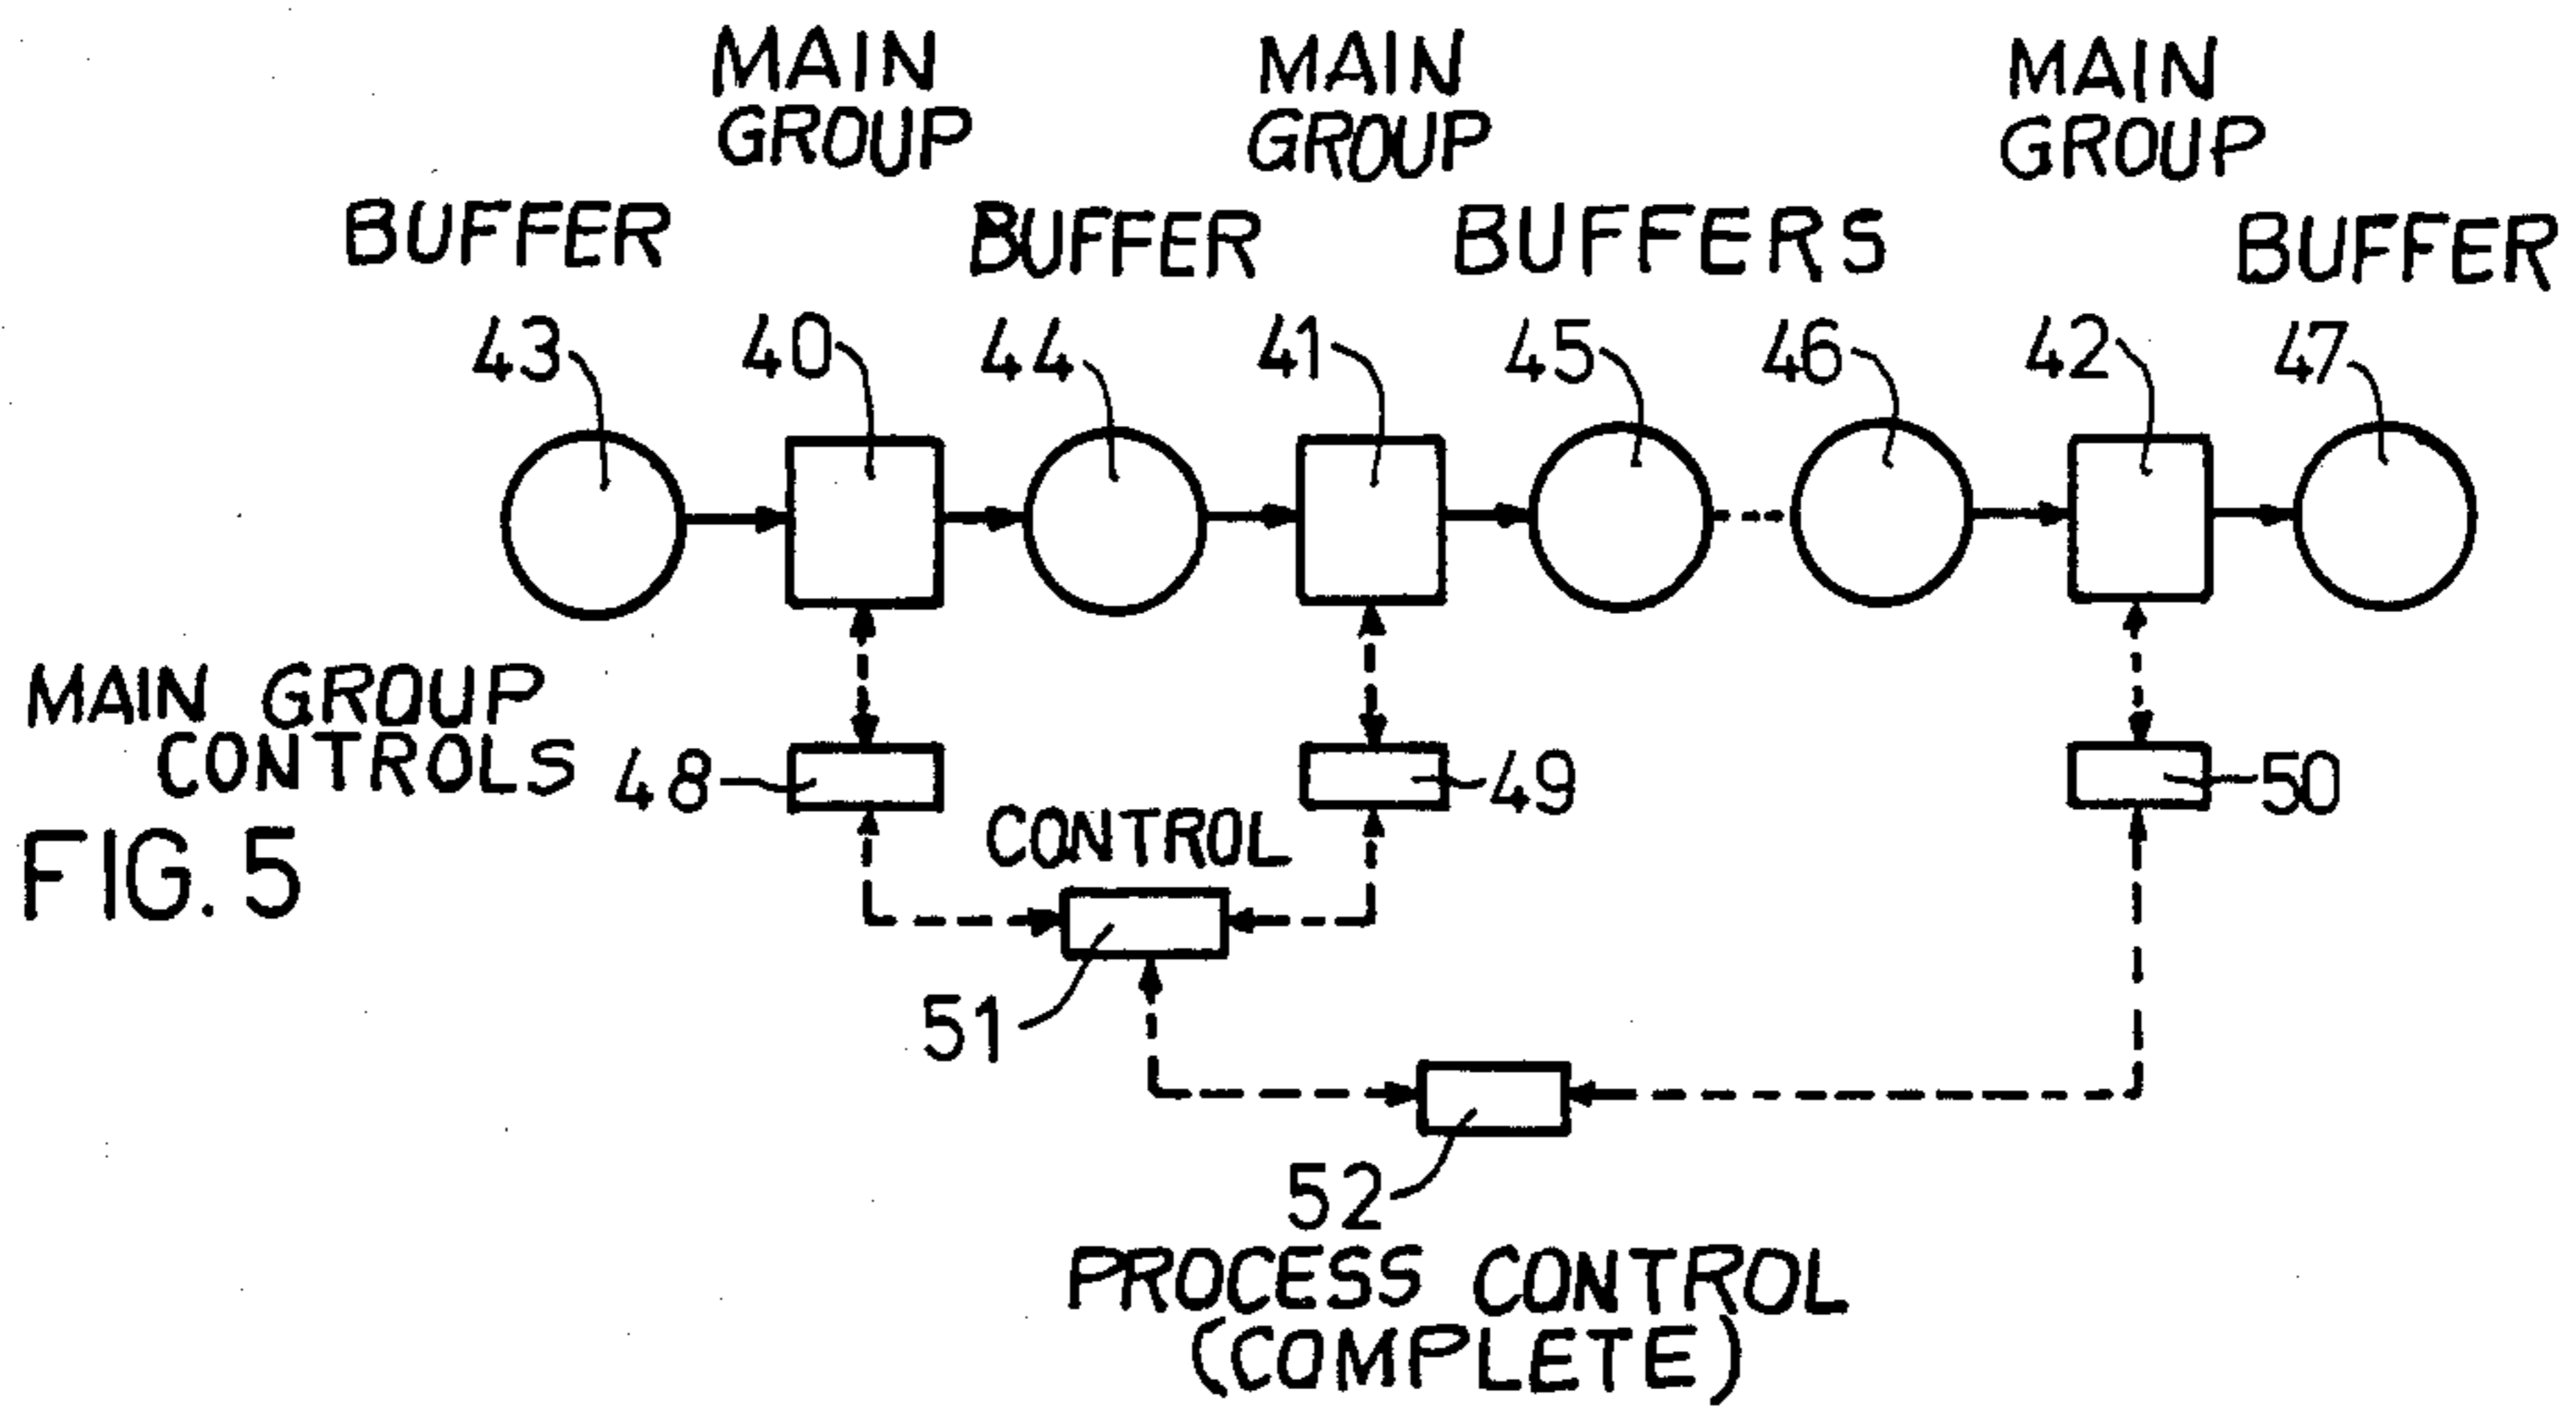 MAIN GROUP
MAIN GROUP
MAIN GROUP
BUFFER
BUFFER
BUFFERS
BUFFER
43
40
44
41
45
46
42
47
MAIN GROUP
CONTROLS
48
49
50
CONTROL
FIG. 5
51
52
PROCESS CONTROL
(COMPLETE)